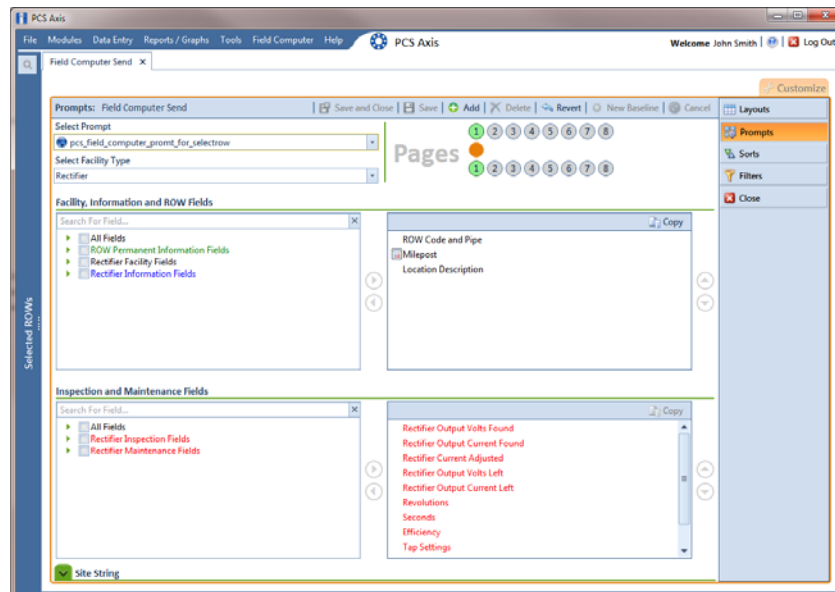 PCS Axis
File Modules Data Entry Reports / Graphs Tools Field Computer Help
PCS Axis
Welcome John Smith | | Log Out
Field Computer Send X
Customize
Prompts: Field Computer Send
| Save and Close | Save | Add | Delete | Revert | New Baseline | Cancel
Layouts
Prompts
Sorts
Filters
Close
Select Prompt
pcs_field_computer_promt_for_selectrow
Select Facility Type
Rectifier
Pages
1 2 3 4 5 6 7 8
1 2 3 4 5 6 7 8
Facility, Information and ROW Fields
Search For Field...
All Fields
ROW Permanent Information Fields
Rectifier Facility Fields
Rectifier Information Fields
Copy
ROW Code and Pipe
Milepost
Location Description
Selected ROWs
Inspection and Maintenance Fields
Search For Field...
All Fields
Rectifier Inspection Fields
Rectifier Maintenance Fields
Copy
Rectifier Output Volts Found
Rectifier Output Current Found
Rectifier Current Adjusted
Rectifier Output Volts Left
Rectifier Output Current Left
Revolutions
Seconds
Efficiency
Tap Settings
Site String